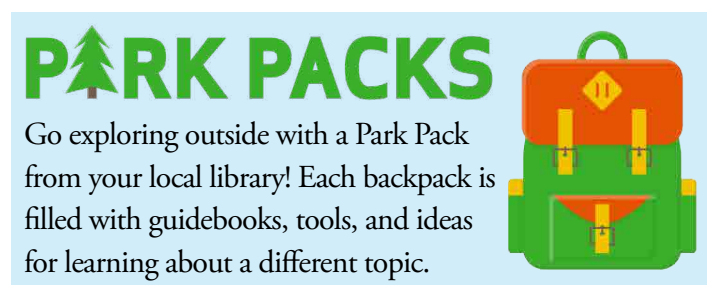 PARK PACKS
Go exploring outside with a Park Pack
from your local library! Each backpack is
filled with guidebooks, tools, and ideas
for learning about a different topic.